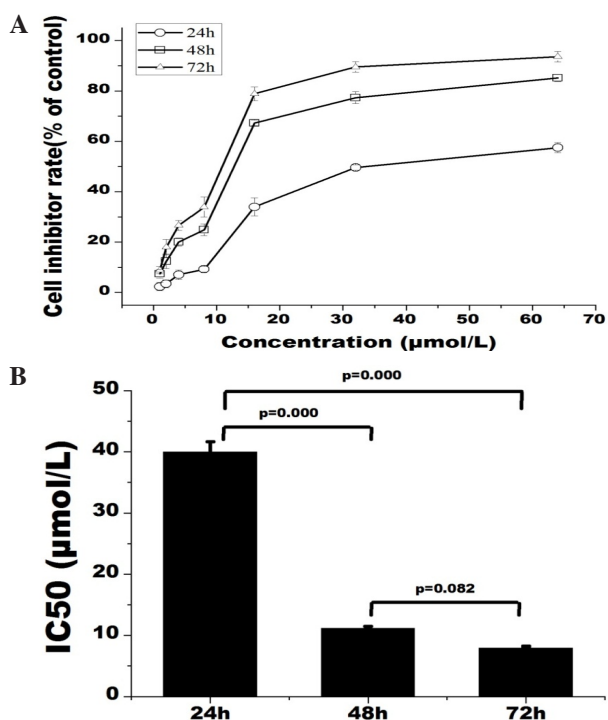 A
24h
48h
72h
Cell inhibitor rate(% of control)
100
80
60
40
20
0
0 10 20 30 40 50 60 70
Concentration (μmol/L)
B
p=0.000
p=0.000
p=0.082
IC50 (μmol/L)
50
40
30
20
10
0
24h 48h 72h